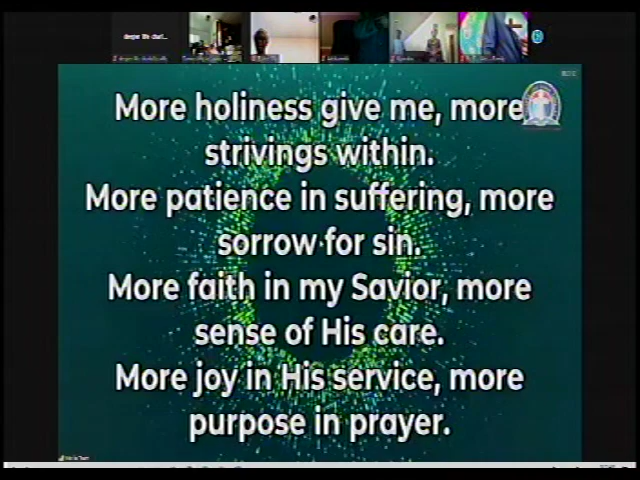 More holiness give me, more
strivings within.
More patience in suffering, more
sorrow for sin.
More faith in my Savior, more
sense of His care.
More joy in His service, more
purpose in prayer.